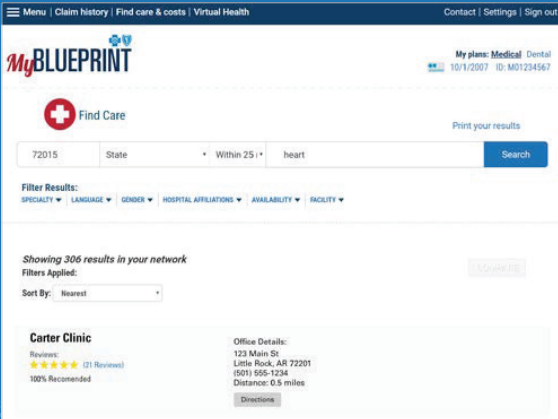 Menu | Claim history | Find care & costs | Virtual Health
Contact | Settings | Sign out
MyBLUEPRINT
My plans: Medical Dental
10/1/2007 ID: M01234567
Find Care
Print your results
72015 State Within 25 heart Search
Filter Results:
SPECIALTY LANGUAGE GENDER HOSPITAL AFFILIATIONS AVAILABILITY FACILITY
Showing 306 results in your network
Filters Applied:
Sort By: Nearest
Carter Clinic
Reviews:
(21 Reviews)
100% Recomended
Office Details:
123 Main St
Little Rock, AR 72201
(501) 555-1234
Distance: 0.5 miles
Directions